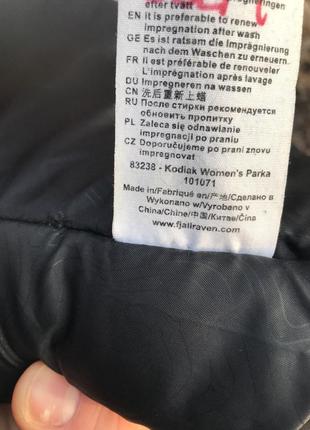 impregneringen
efter tvätt
EN It is preferable to renew
impregnation after wash
GE Es ist ratsam die Imprägnierung
nach dem Waschen zu erneuern.
FR Il est préférable de renouveler
L'imprégnation après lavage
DU
CN 洗后重新上蜡
RU После стирки рекомендуется
обновить пропитку
PL Zaleca się odnawianie
impregnacji po praniu
CZ Doporučujeme po praní znovu
impregnovat
83238 - Kodiak Women's Parka
101071
Made in/Fabriqué en/产地/Сделано в
Wykonano w/Vyrobeno v
China/Chine/中国/Китае/Čína
www.fjallraven.com